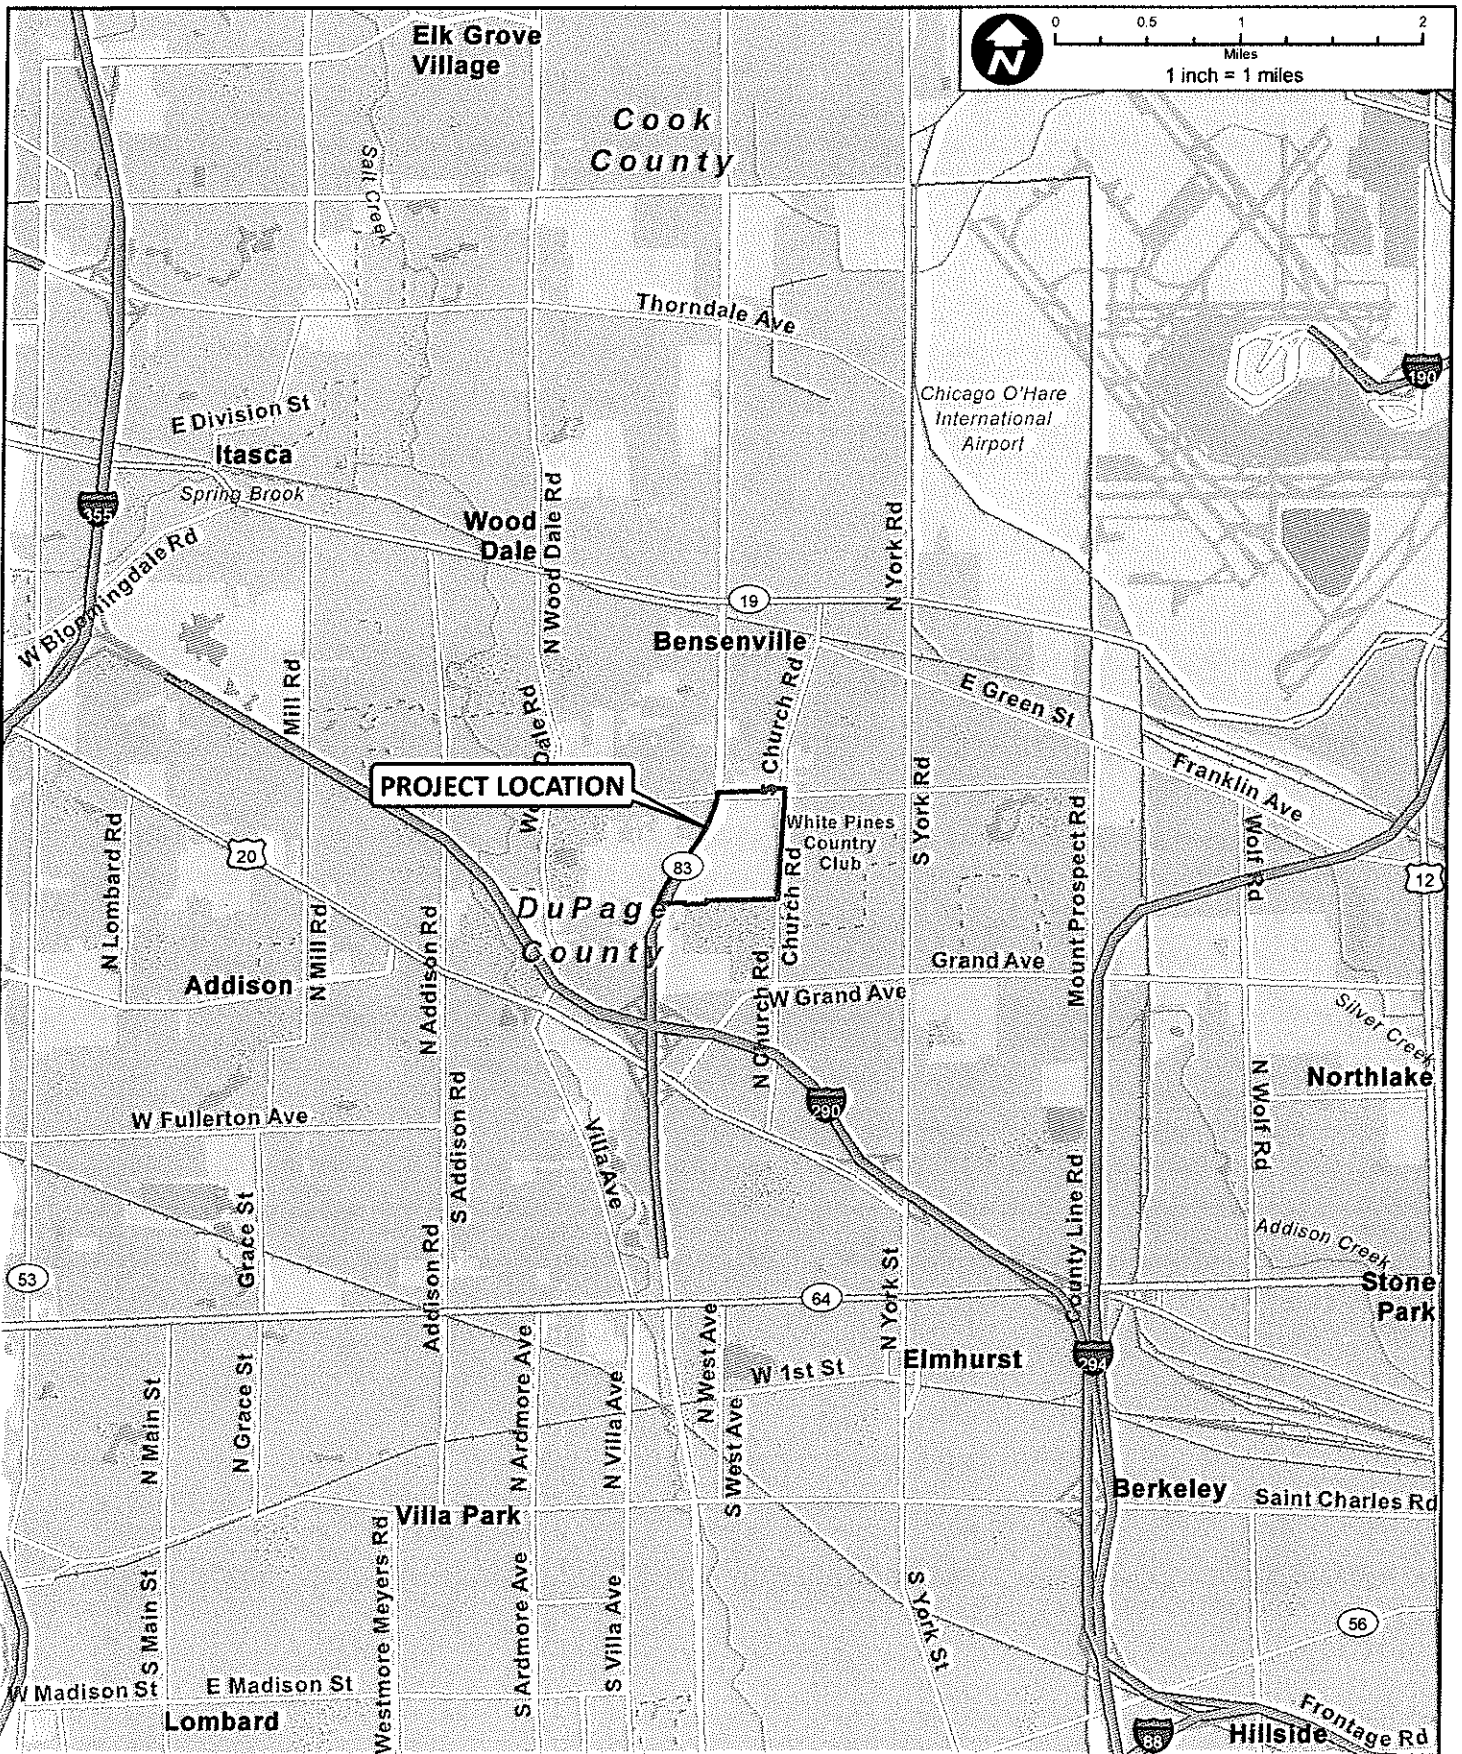 Elk Grove
Village
0 0.5 1 2
Miles
1 inch = 1 miles
N
Cook
County
Salt Creek
Thorndale Ave
190
Chicago O'Hare
International
Airport
E Division St
Itasca
Spring Brook
355
Wood
Dale
N Wood Dale Rd
N York Rd
W Bloomingdale Rd
19
Bensenville
Mill Rd
Church Rd
E Green St
Dale Rd
PROJECT LOCATION
Franklin Ave
White Pines
Country
Club
S York Rd
Mount Prospect Rd
Wolf Rd
20
83
12
N Lombard Rd
N Mill Rd
N Addison Rd
DuPage
County
Church Rd
Grand Ave
Addison
W Grand Ave
N Church Rd
Silver Creek
Northlake
290
N Wolf Rd
W Fullerton Ave
S Addison Rd
Villa Ave
County Line Rd
Grace St
Addison Rd
Addison Creek
53
64
N York St
Stone
Park
N West Ave
Elmhurst
294
W 1st St
N Main St
N Grace St
N Ardmore Ave
N Villa Ave
S West Ave
Berkeley
Saint Charles Rd
Villa Park
Westmore Meyers Rd
S Main St
S Ardmore Ave
S Villa Ave
S York St
56
W Madison St
E Madison St
Lombard
Frontage Rd
88
Hillside